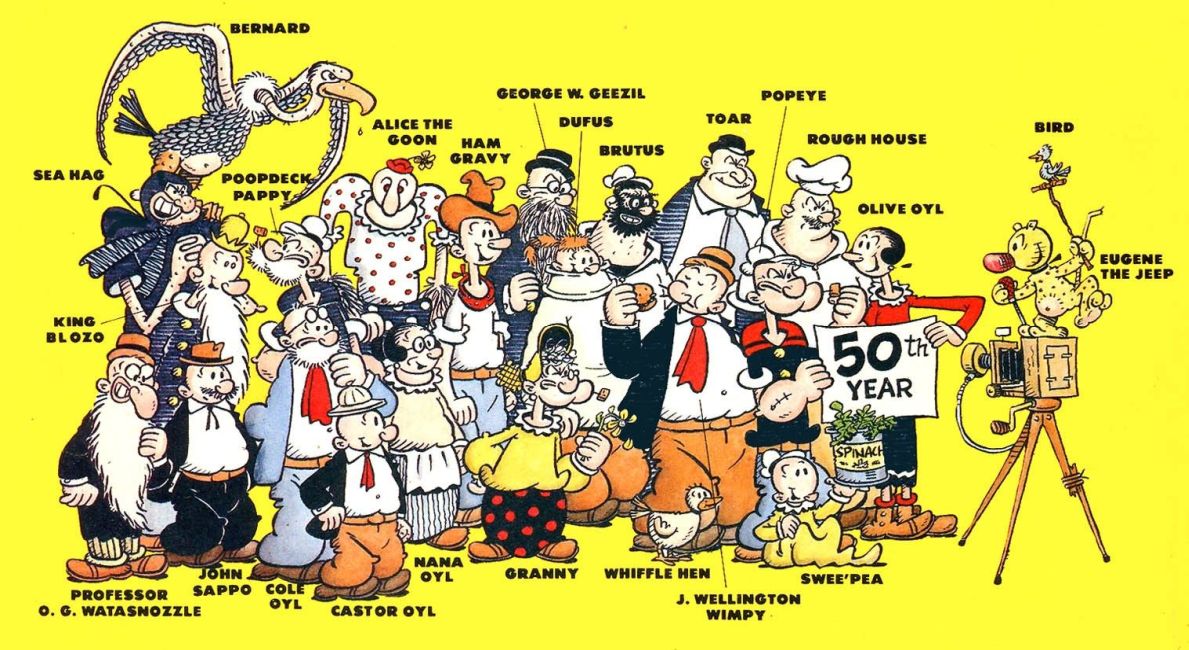 BERNARD
GEORGE W. GEEZIL
POPEYE
ALICE THE
GOON
HAM
GRAVY
DUFUS
BRUTUS
TOAR
ROUGH HOUSE
BIRD
SEA HAG
POOPDECK
PAPPY
OLIVE OYL
EUGENE
THE JEEP
KING
BLOZO
50th
YEAR
SPINACH
PROFESSOR
O. G. WATASNOZZLE
JOHN
SAPPO
COLE
OYL
CASTOR OYL
NANA
OYL
GRANNY
WHIFFLE HEN
J. WELLINGTON
WIMPY
SWEE'PEA